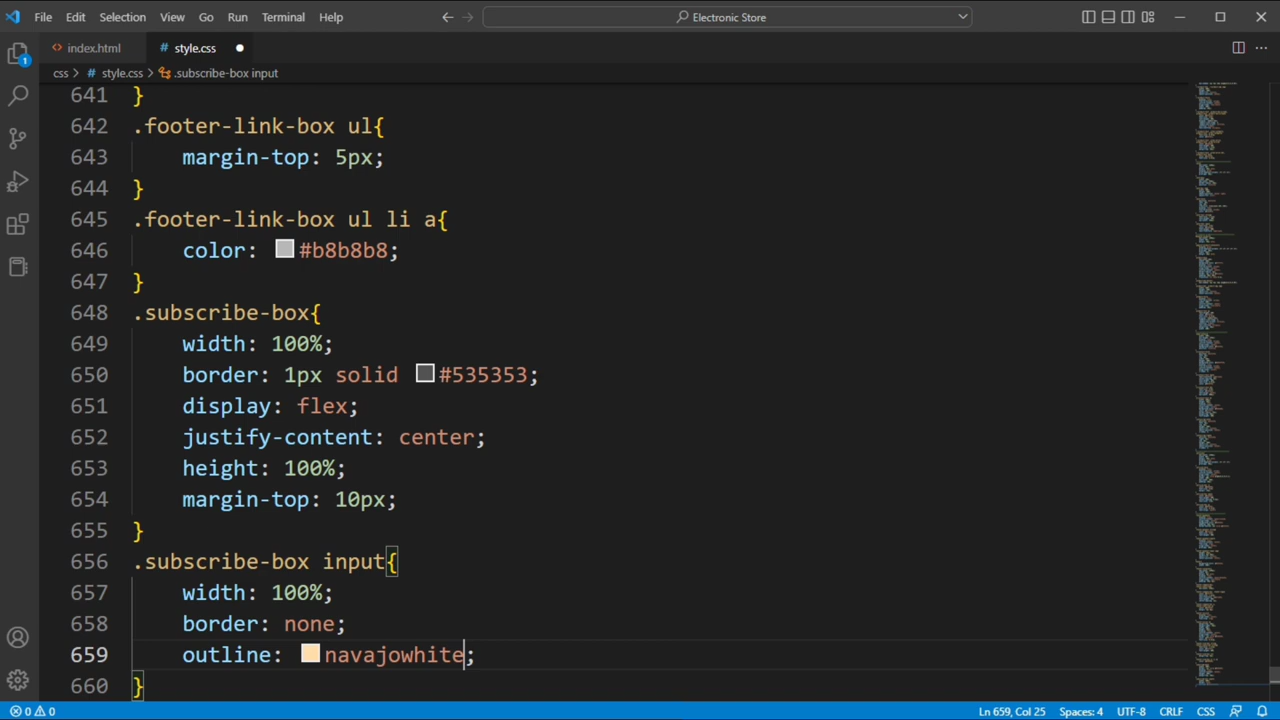 File Edit Selection View Go Run Terminal Help Electronic Store
index.html # style.css
css > # style.css > .subscribe-box input
1
641 }
642 .footer-link-box ul{
643 margin-top: 5px;
644 }
645 .footer-link-box ul li a{
646 color: #b8b8b8;
647 }
648 .subscribe-box{
649 width: 100%;
650 border: 1px solid #535353;
651 display: flex;
652 justify-content: center;
653 height: 100%;
654 margin-top: 10px;
655 }
656 .subscribe-box input{
657 width: 100%;
658 border: none;
659 outline: navajowhite;
660 }
0 0 Ln 659, Col 25 Spaces: 4 UTF-8 CRLF CSS